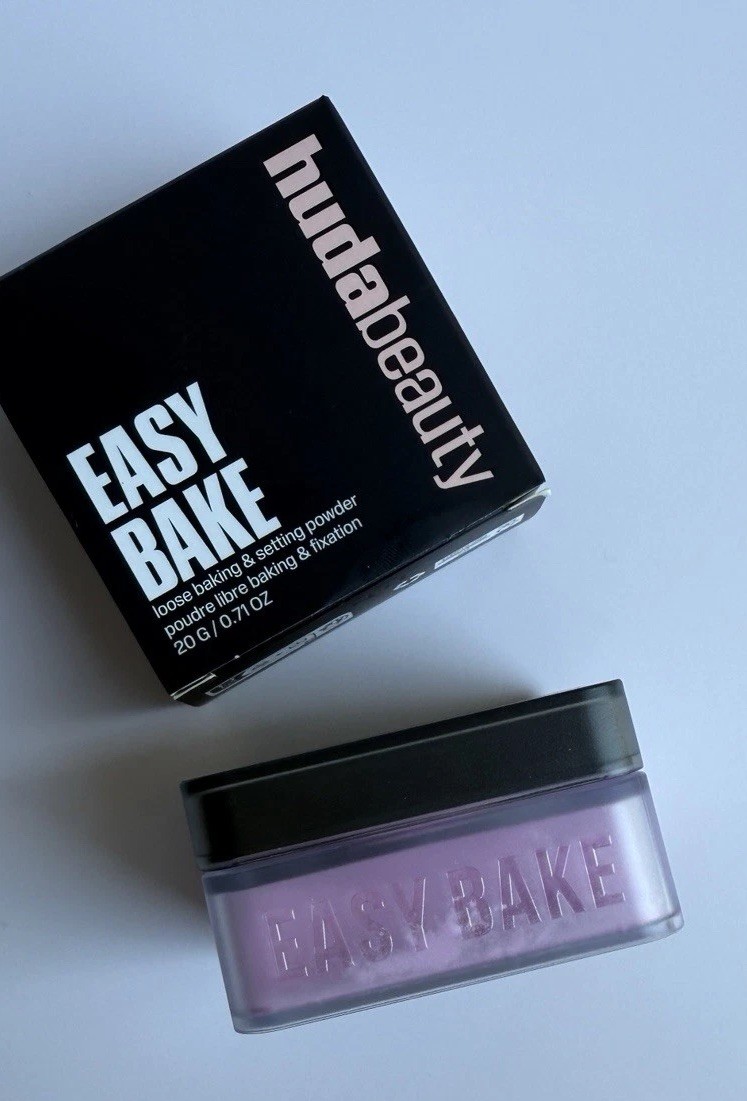 hudabeauty
EASY
BAKE
loose baking & setting powder
poudre libre baking & fixation
20 G / 0.71 OZ
EASY BAKE